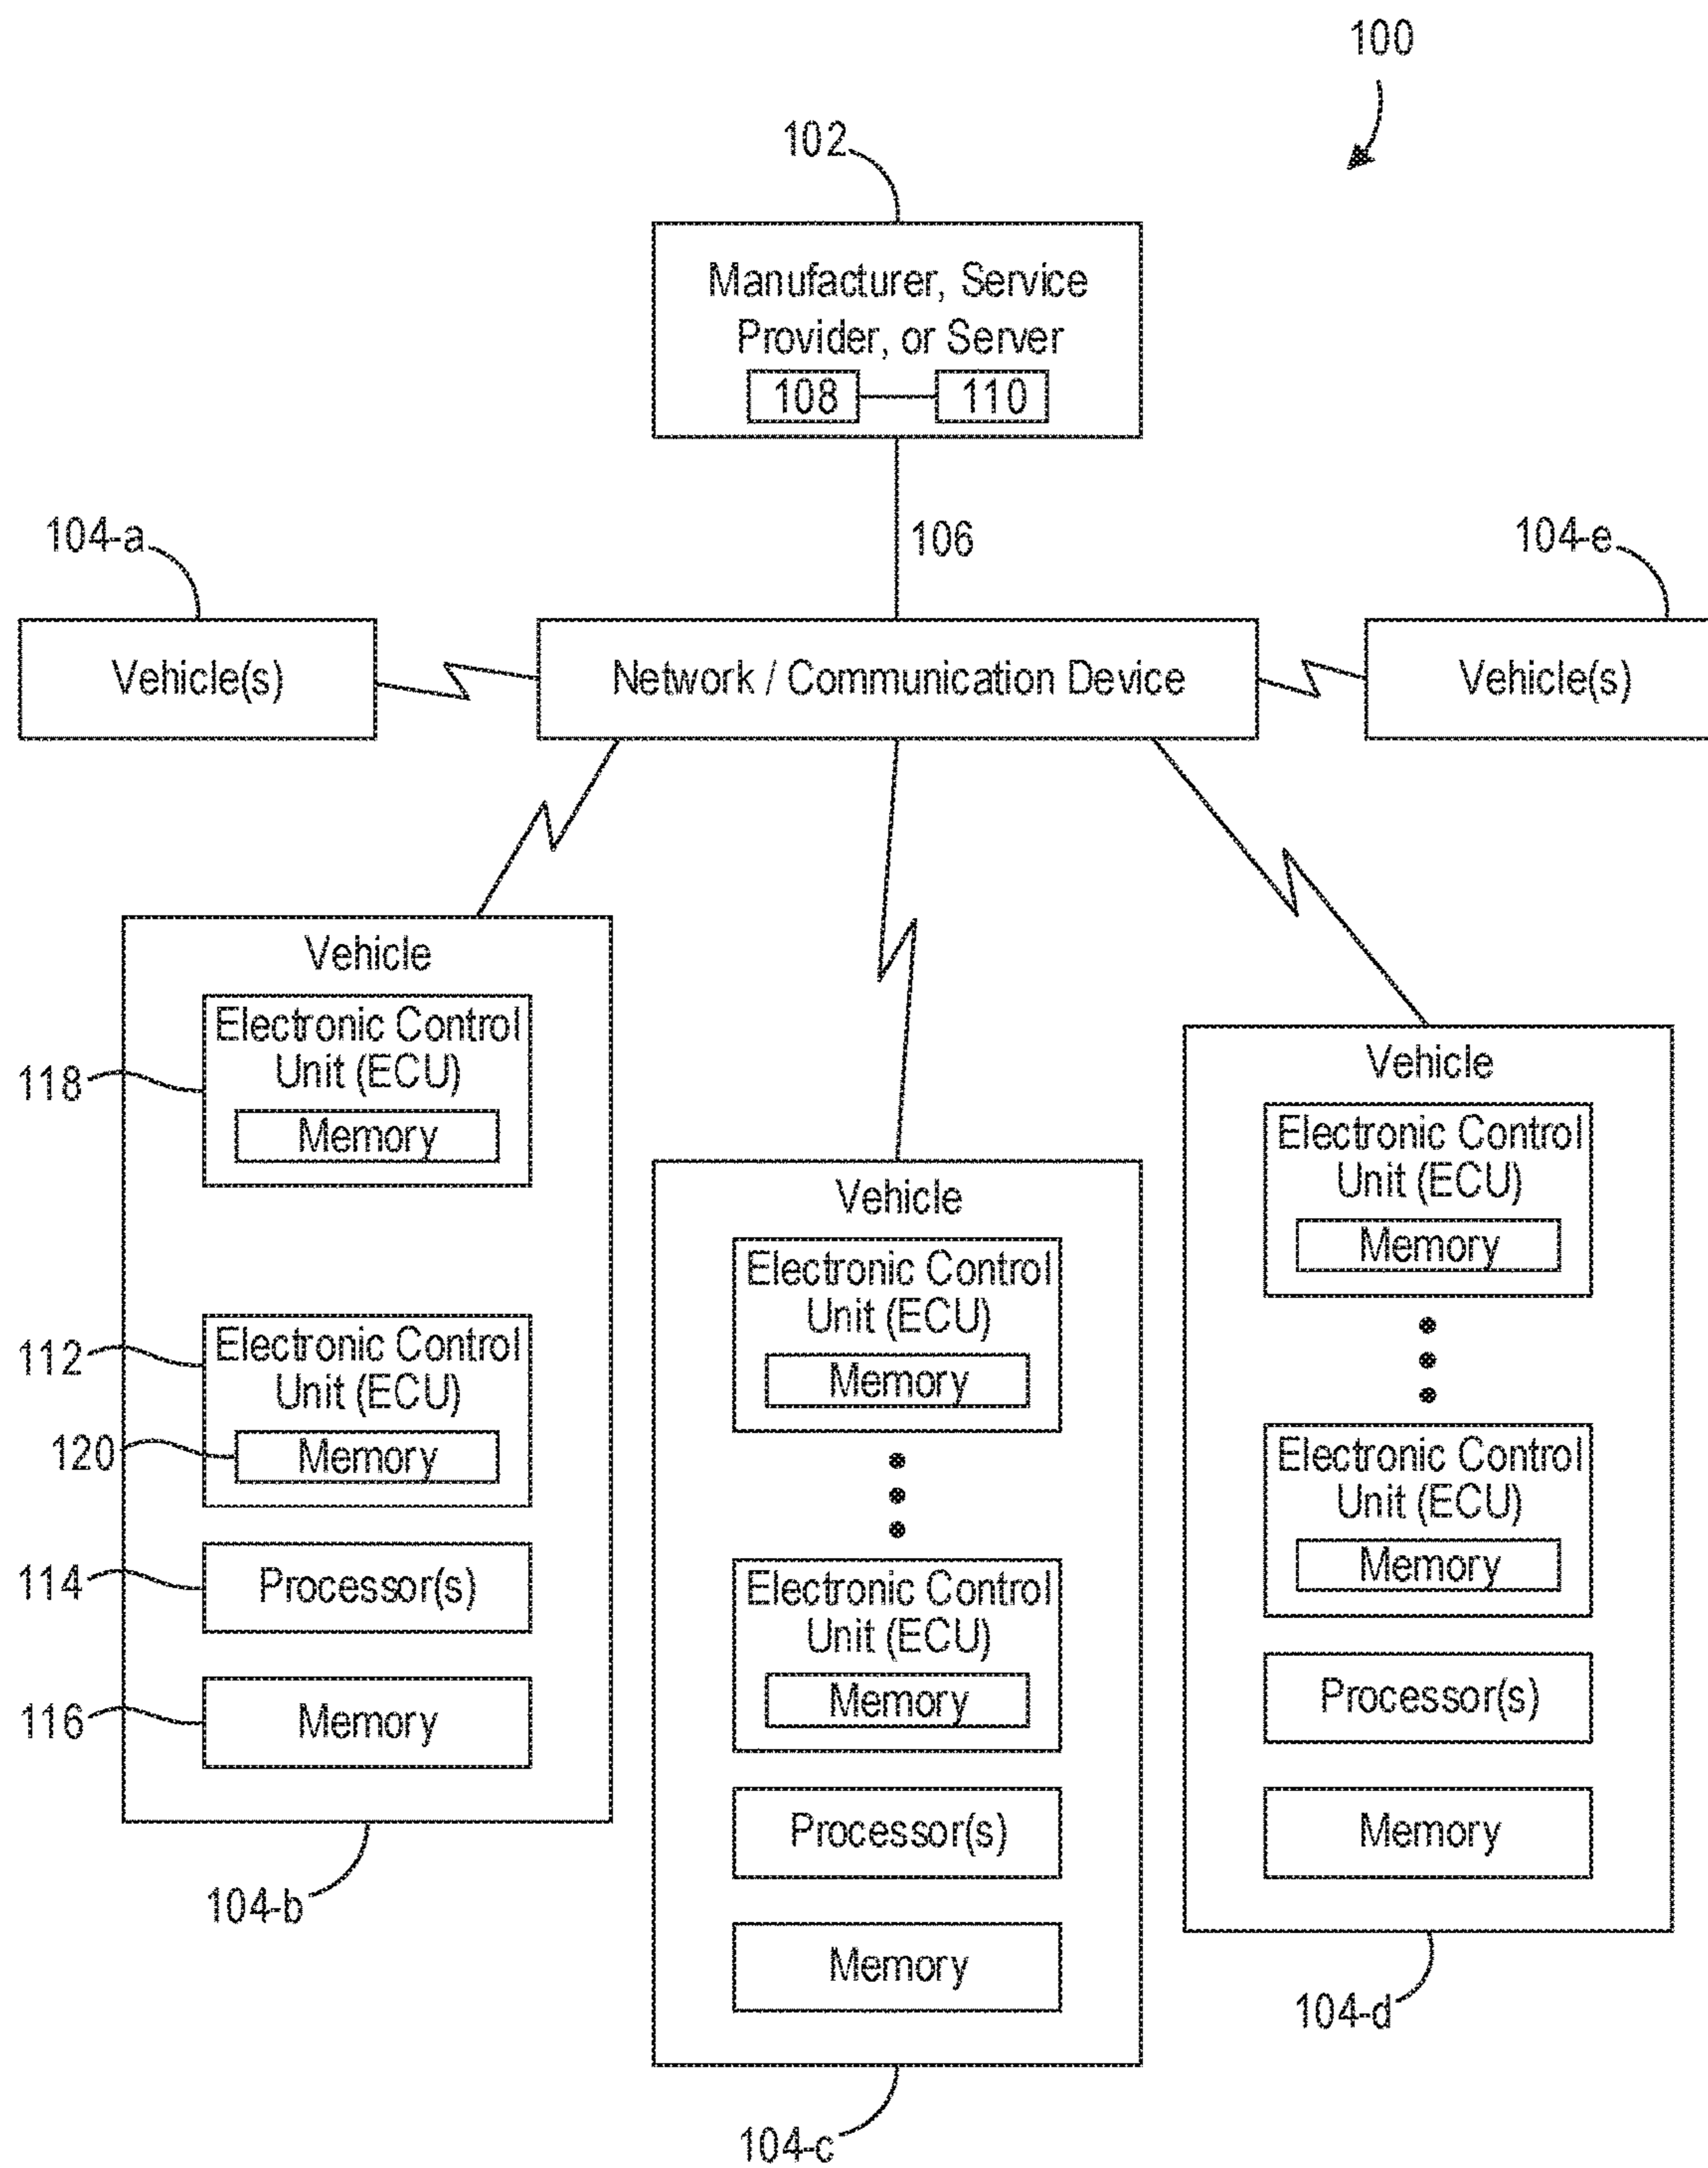 100
102
Manufacturer, Service
Provider, or Server
108
110
106
104-a
104-e
Vehicle(s)
Network / Communication Device
Vehicle(s)
Vehicle
Electronic Control
Unit (ECU)
Memory
118
Electronic Control
Unit (ECU)
Memory
112
120
Processor(s)
114
Memory
116
104-b
Vehicle
Electronic Control
Unit (ECU)
Memory
Electronic Control
Unit (ECU)
Memory
Processor(s)
Memory
104-c
Vehicle
Electronic Control
Unit (ECU)
Memory
Electronic Control
Unit (ECU)
Memory
Processor(s)
Memory
104-d